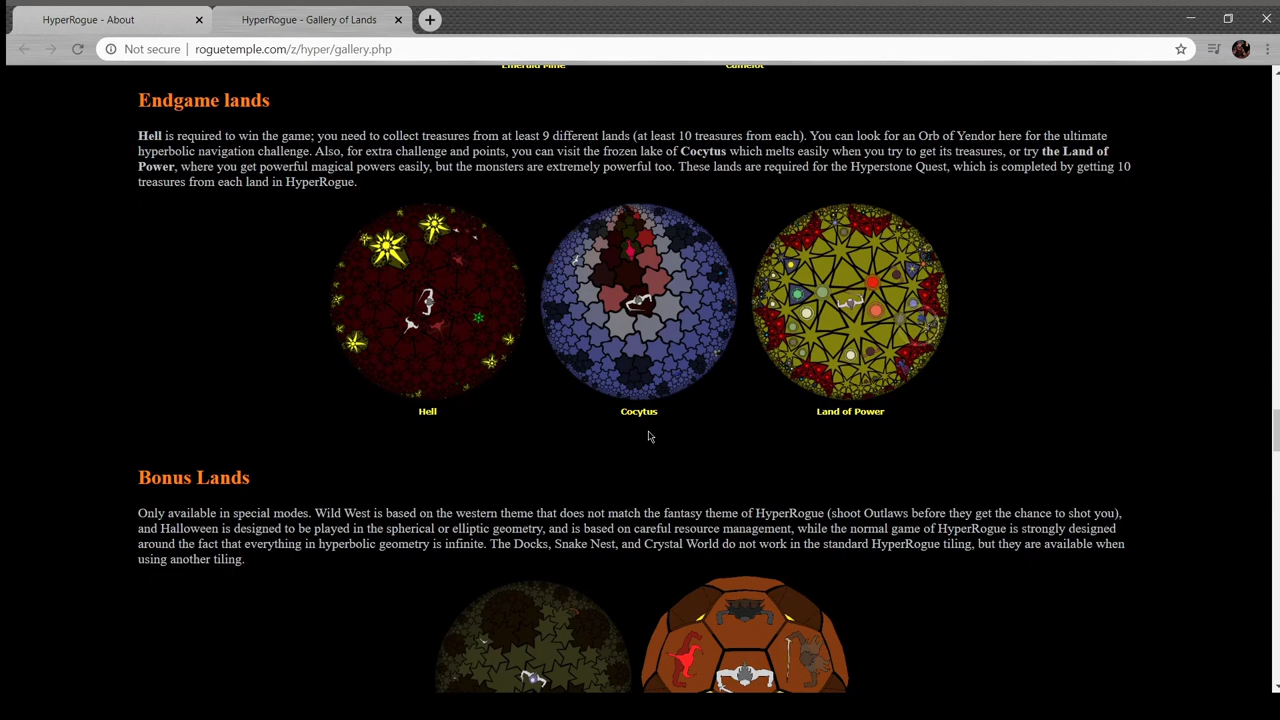 HyperRogue - About
HyperRogue - Gallery of Lands
Not secure
roguetemple.com/z/hyper/gallery.php
Emerald Mine
Camelot
Endgame lands
Hell is required to win the game; you need to collect treasures from at least 9 different lands (at least 10 treasures from each). You can look for an Orb of Yendor here for the ultimate
hyperbolic navigation challenge. Also, for extra challenge and points, you can visit the frozen lake of Cocytus which melts easily when you try to get its treasures, or try the Land of
Power, where you get powerful magical powers easily, but the monsters are extremely powerful too. These lands are required for the Hyperstone Quest, which is completed by getting 10
treasures from each land in HyperRogue.
Hell
Cocytus
Land of Power
Bonus Lands
Only available in special modes. Wild West is based on the western theme that does not match the fantasy theme of HyperRogue (shoot Outlaws before they get the chance to shot you),
and Halloween is designed to be played in the spherical or elliptic geometry, and is based on careful resource management, while the normal game of HyperRogue is strongly designed
around the fact that everything in hyperbolic geometry is infinite. The Docks, Snake Nest, and Crystal World do not work in the standard HyperRogue tiling, but they are available when
using another tiling.